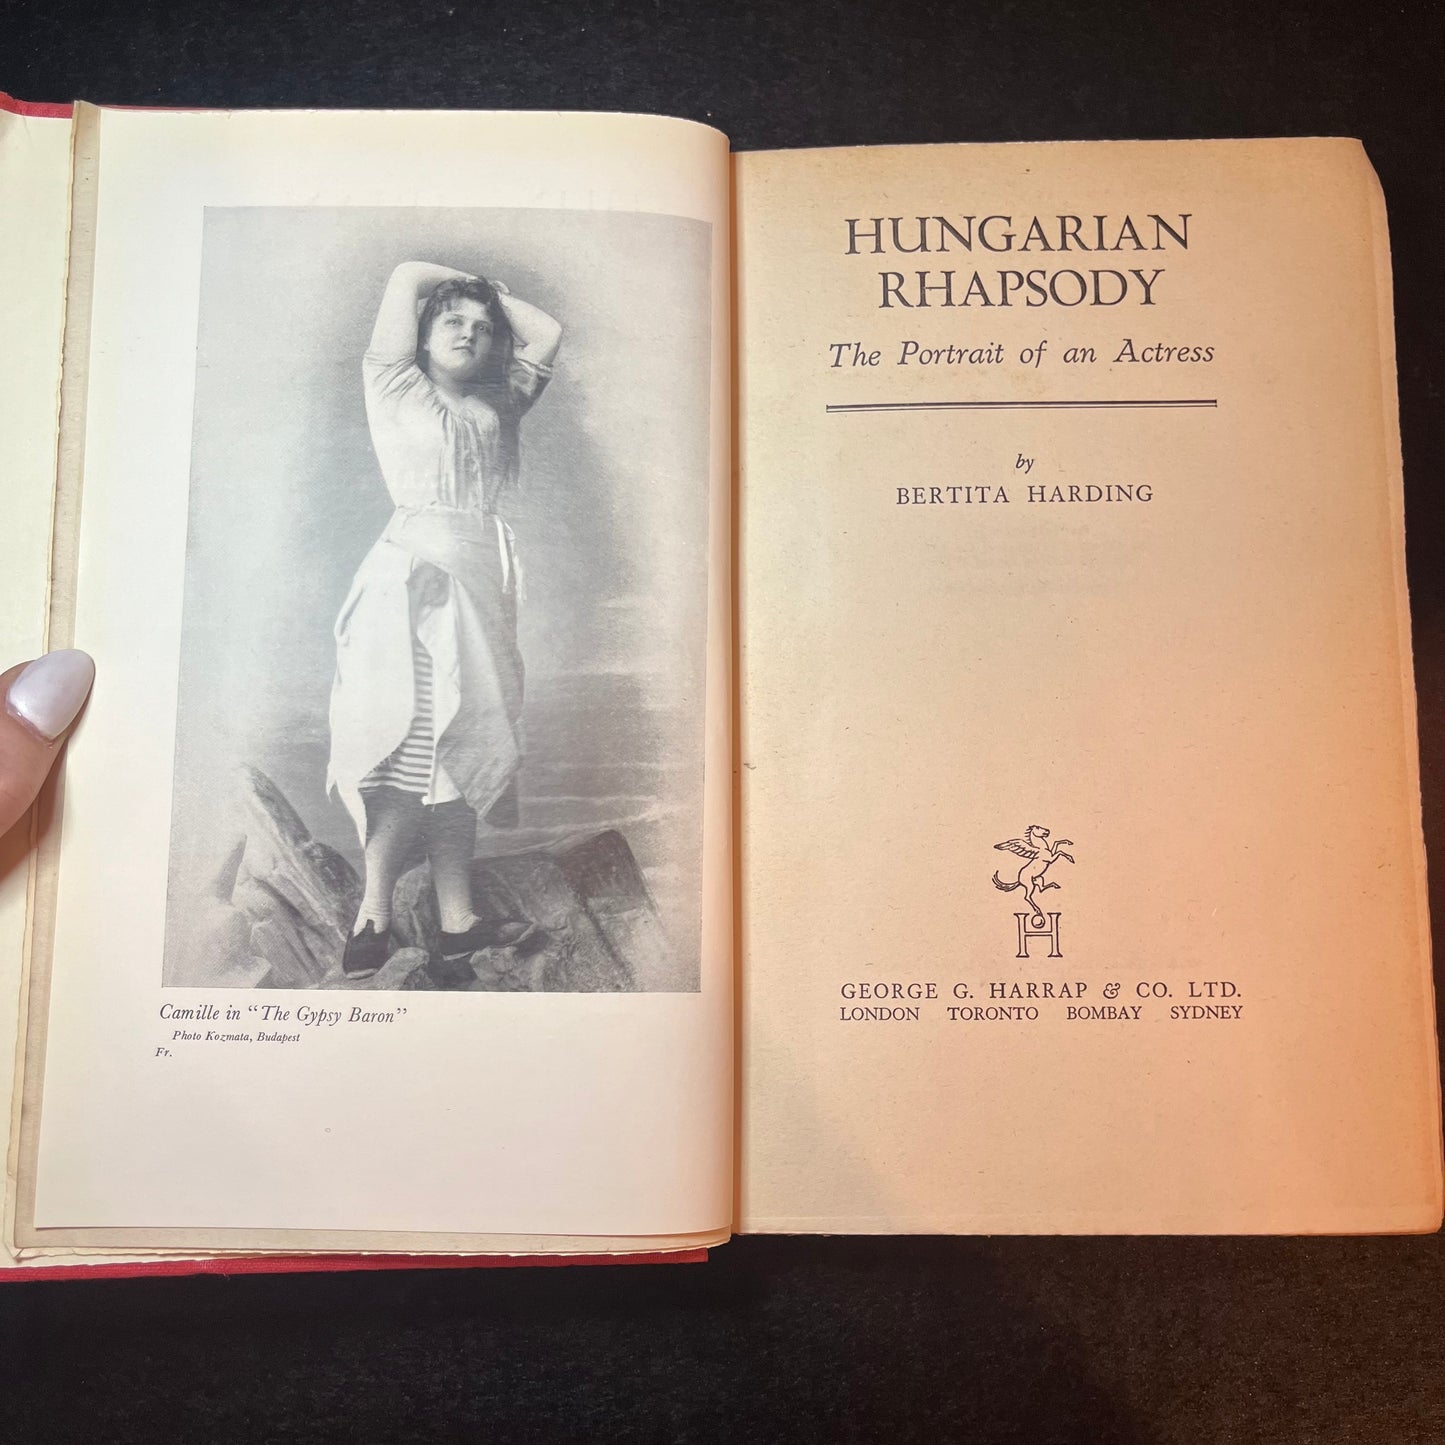 Camille in “The Gypsy Baron”
Photo Kozmata, Budapest
Fr.
HUNGARIAN
RHAPSODY
The Portrait of an Actress
by
BERTITA HARDING
H
GEORGE G. HARRAP & CO. LTD.
LONDON TORONTO BOMBAY SYDNEY